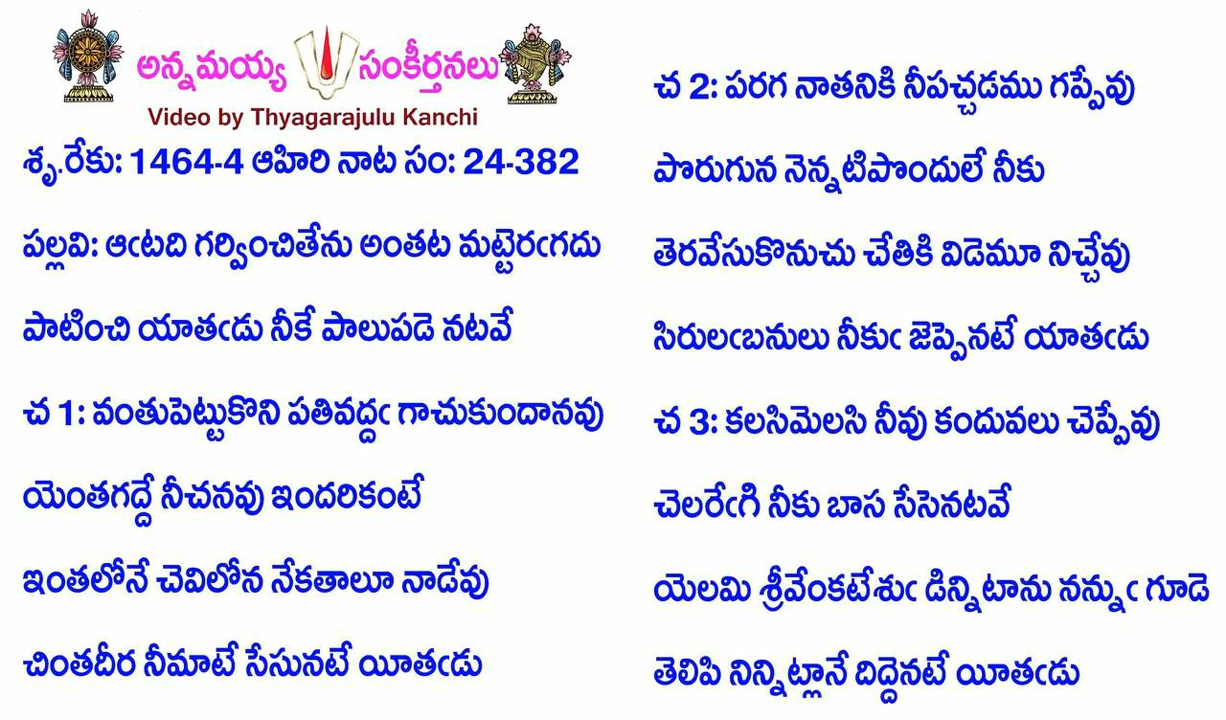 అన్నమయ్య సంకీర్తనలు
Video by Thyagarajulu Kanchi
శృ.రేకు: 1464-4 ఆహిరి నాట సం: 24-382
పల్లవి: ఆఁటది గర్వించితేను అంతట మట్టెరఁగదు
పాటించి యాతఁడు నీకే పాలుపడె నటవే
చ 1: వంతుపెట్టుకొని పతివద్దఁ గాచుకుందానవు
యెంతగద్దే నీచనవు ఇందరికంటే
ఇంతలోనే చెవిలోన నేకతాలూ నాడేవు
చింతదీర నీమాటే సేసునటే యీతఁడు
చ 2: పరగ నాతనికి నీపచ్చడము గప్పేవు
పొరుగున నెన్నటిపొందులే నీకు
తెరవేసుకొనుచు చేతికి విడెమూ నిచ్చేవు
సిరులఁబనులు నీకుఁ జెప్పెనటే యాతఁడు
చ 3: కలసిమెలసి నీవు కందువలు చెప్పేవు
చెలరేఁగి నీకు బాస సేసెనటవే
యెలమి శ్రీవేంకటేశుఁ డిన్నిటాను నన్నుఁ గూడె
తెలిపి నిన్నిట్లానే దిద్దెనటే యీతఁడు